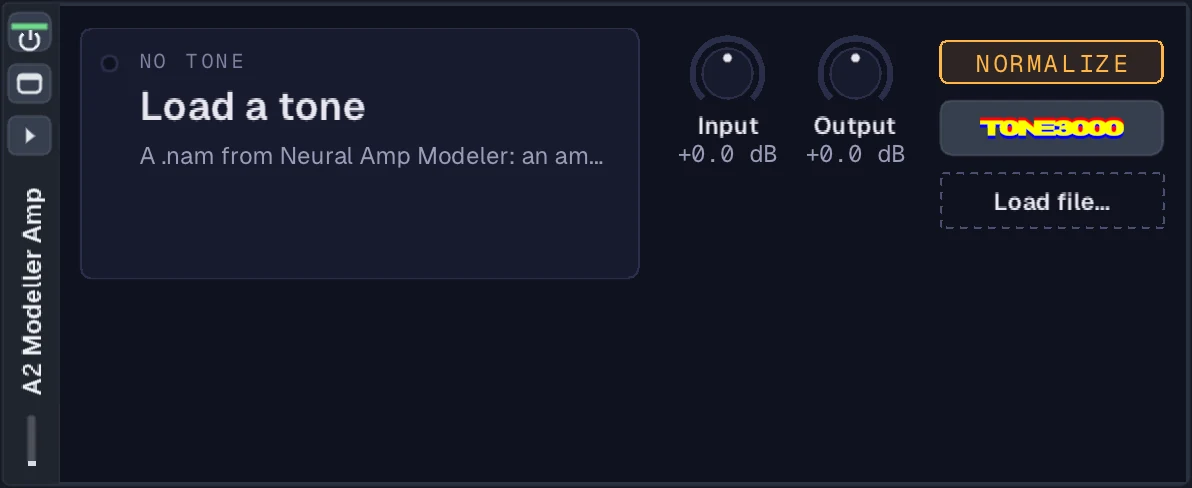 A2 Modeller Amp
NO TONE
Load a tone
A .nam from Neural Amp Modeler: an am…
Input
+0.0 dB
Output
+0.0 dB
NORMALIZE
TONE3000
Load file…